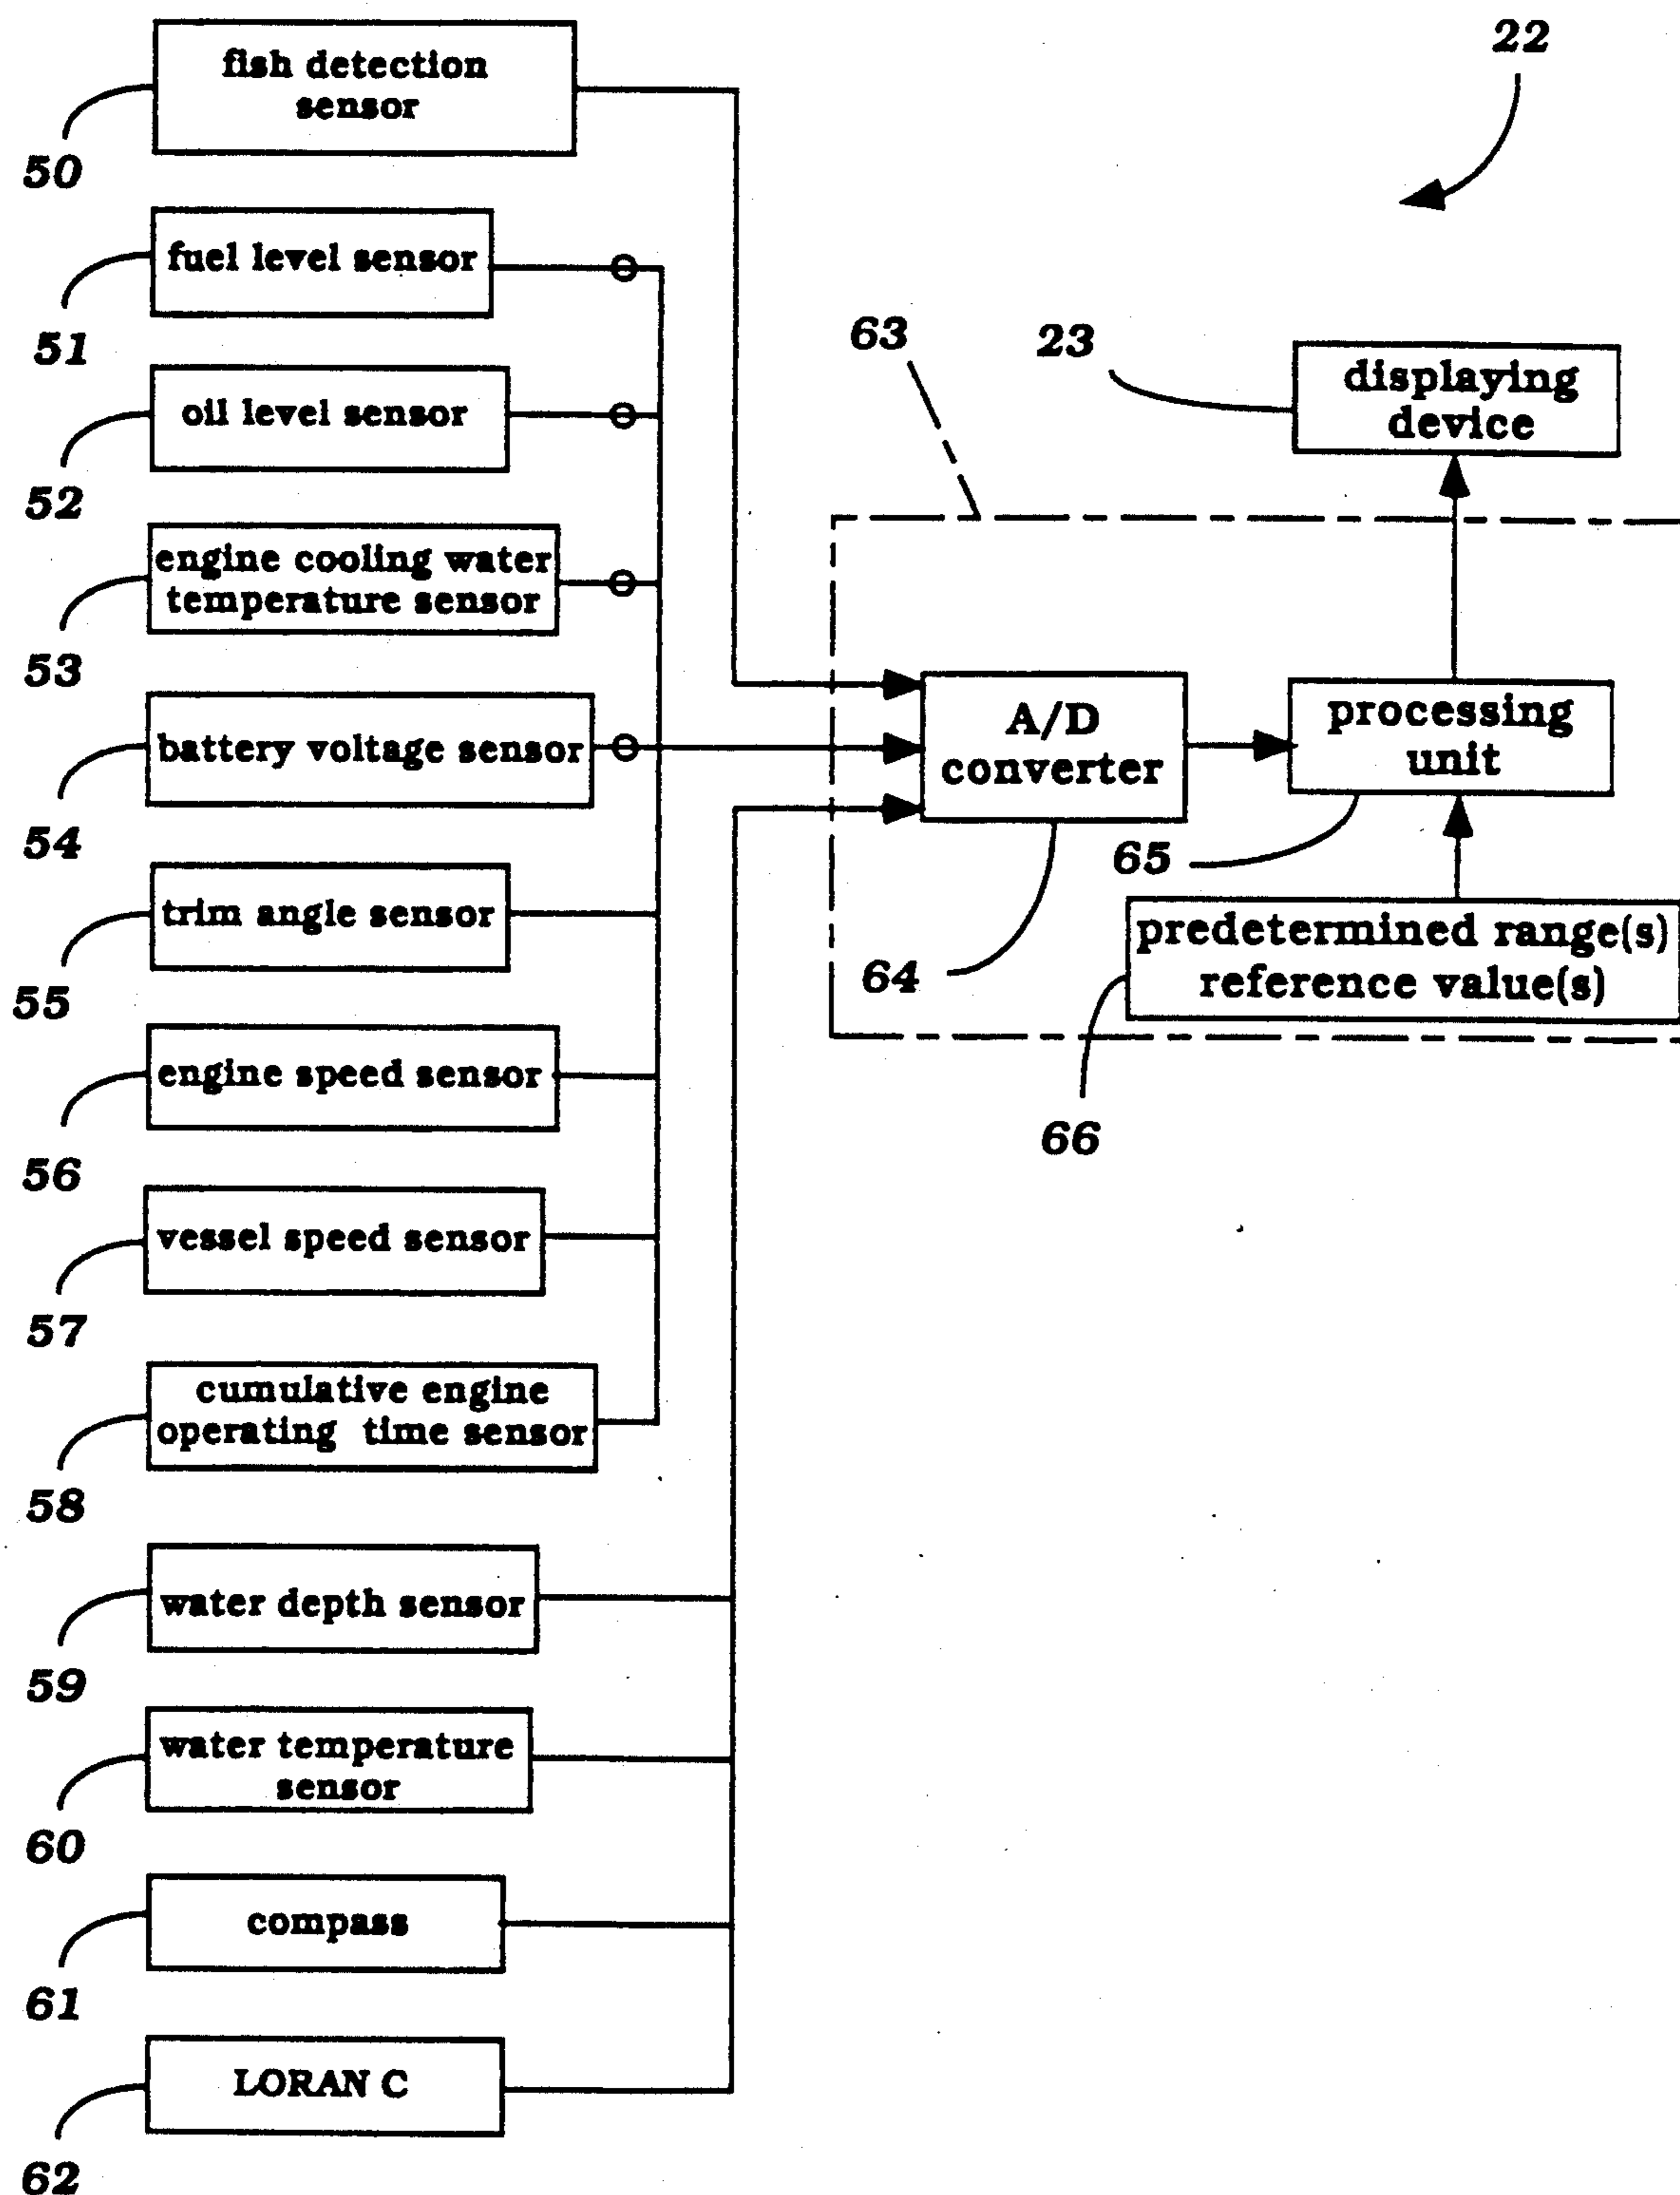 22
fish detection
sensor
50
fuel level sensor
51
63
23
displaying
device
oil level sensor
52
engine cooling water
temperature sensor
53
A/D
converter
processing
unit
battery voltage sensor
54
65
trim angle sensor
55
64
predetermined range(s)
reference value(s)
66
engine speed sensor
56
vessel speed sensor
57
cumulative engine
operating time sensor
58
water depth sensor
59
water temperature
sensor
60
compass
61
LORAN C
62